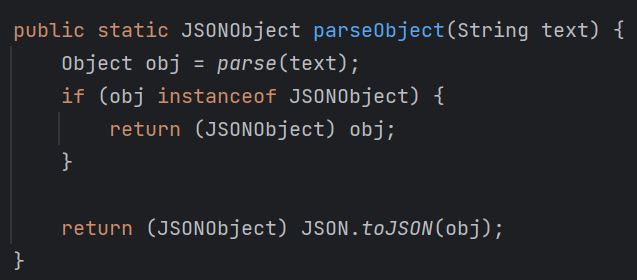 public static JSONObject parseObject(String text) {
    Object obj = parse(text);
    if (obj instanceof JSONObject) {
        return (JSONObject) obj;
    }

    return (JSONObject) JSON.toJSON(obj);
}